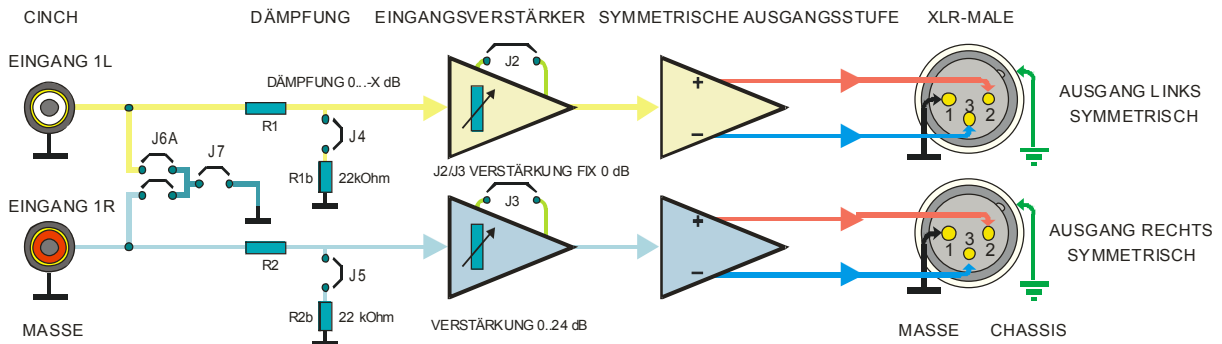 CINCH DÄMPFUNG EINGANGSVERSTÄRKER SYMMETRISCHE AUSGANGSSTUFE XLR-MALE
EINGANG 1L
DÄMPFUNG 0...-X dB
J2
R1
J4
J6A
J7
R1b 22kOhm
J2/J3 VERSTÄRKUNG FIX 0 dB
+
−
1 3 2
AUSGANG LINKS
SYMMETRISCH
EINGANG 1R
J3
R2
J5
R2b 22 kOhm
VERSTÄRKUNG 0..24 dB
+
−
1 3 2
AUSGANG RECHTS
SYMMETRISCH
MASSE
MASSE CHASSIS